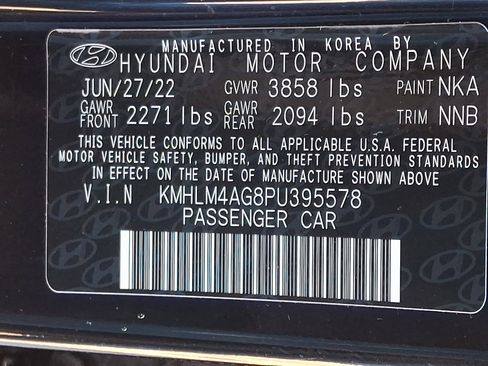 MANUFACTURED IN KOREA BY
HYUNDAI MOTOR COMPANY
JUN/27/22 GVWR 3858 lbs PAINT NKA
GAWR FRONT 2271 lbs GAWR REAR 2094 lbs TRIM NNB
THIS VEHICLE CONFORMS TO ALL APPLICABLE U.S.A. FEDERAL
MOTOR VEHICLE SAFETY, BUMPER, AND THEFT PREVENTION STANDARDS
IN EFFECT ON THE DATE OF MANUFACTURE SHOWN ABOVE
V.I.N KMHLM4AG8PU395578
PASSENGER CAR